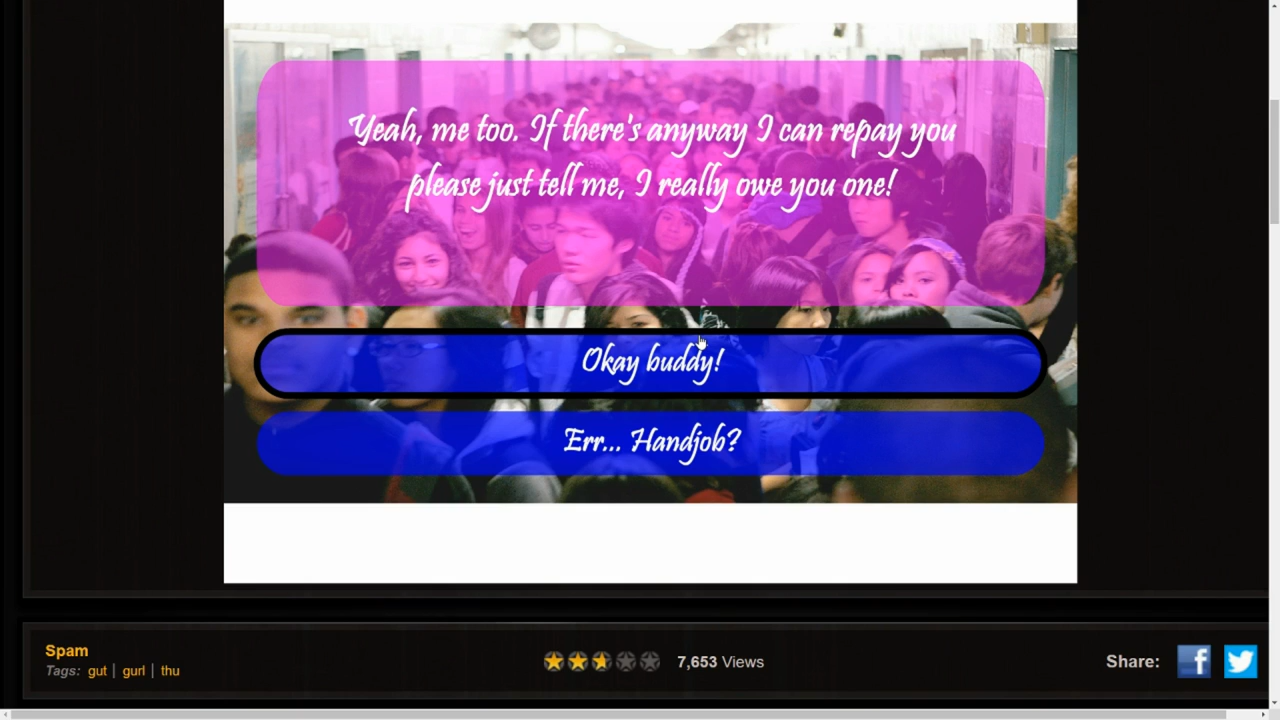 Yeah, me too. If there's anyway I can repay you
please just tell me, I really owe you one!
Okay buddy!
Err... Handjob?
Spam
Tags: gut | gurl | thu
7,653 Views
Share: